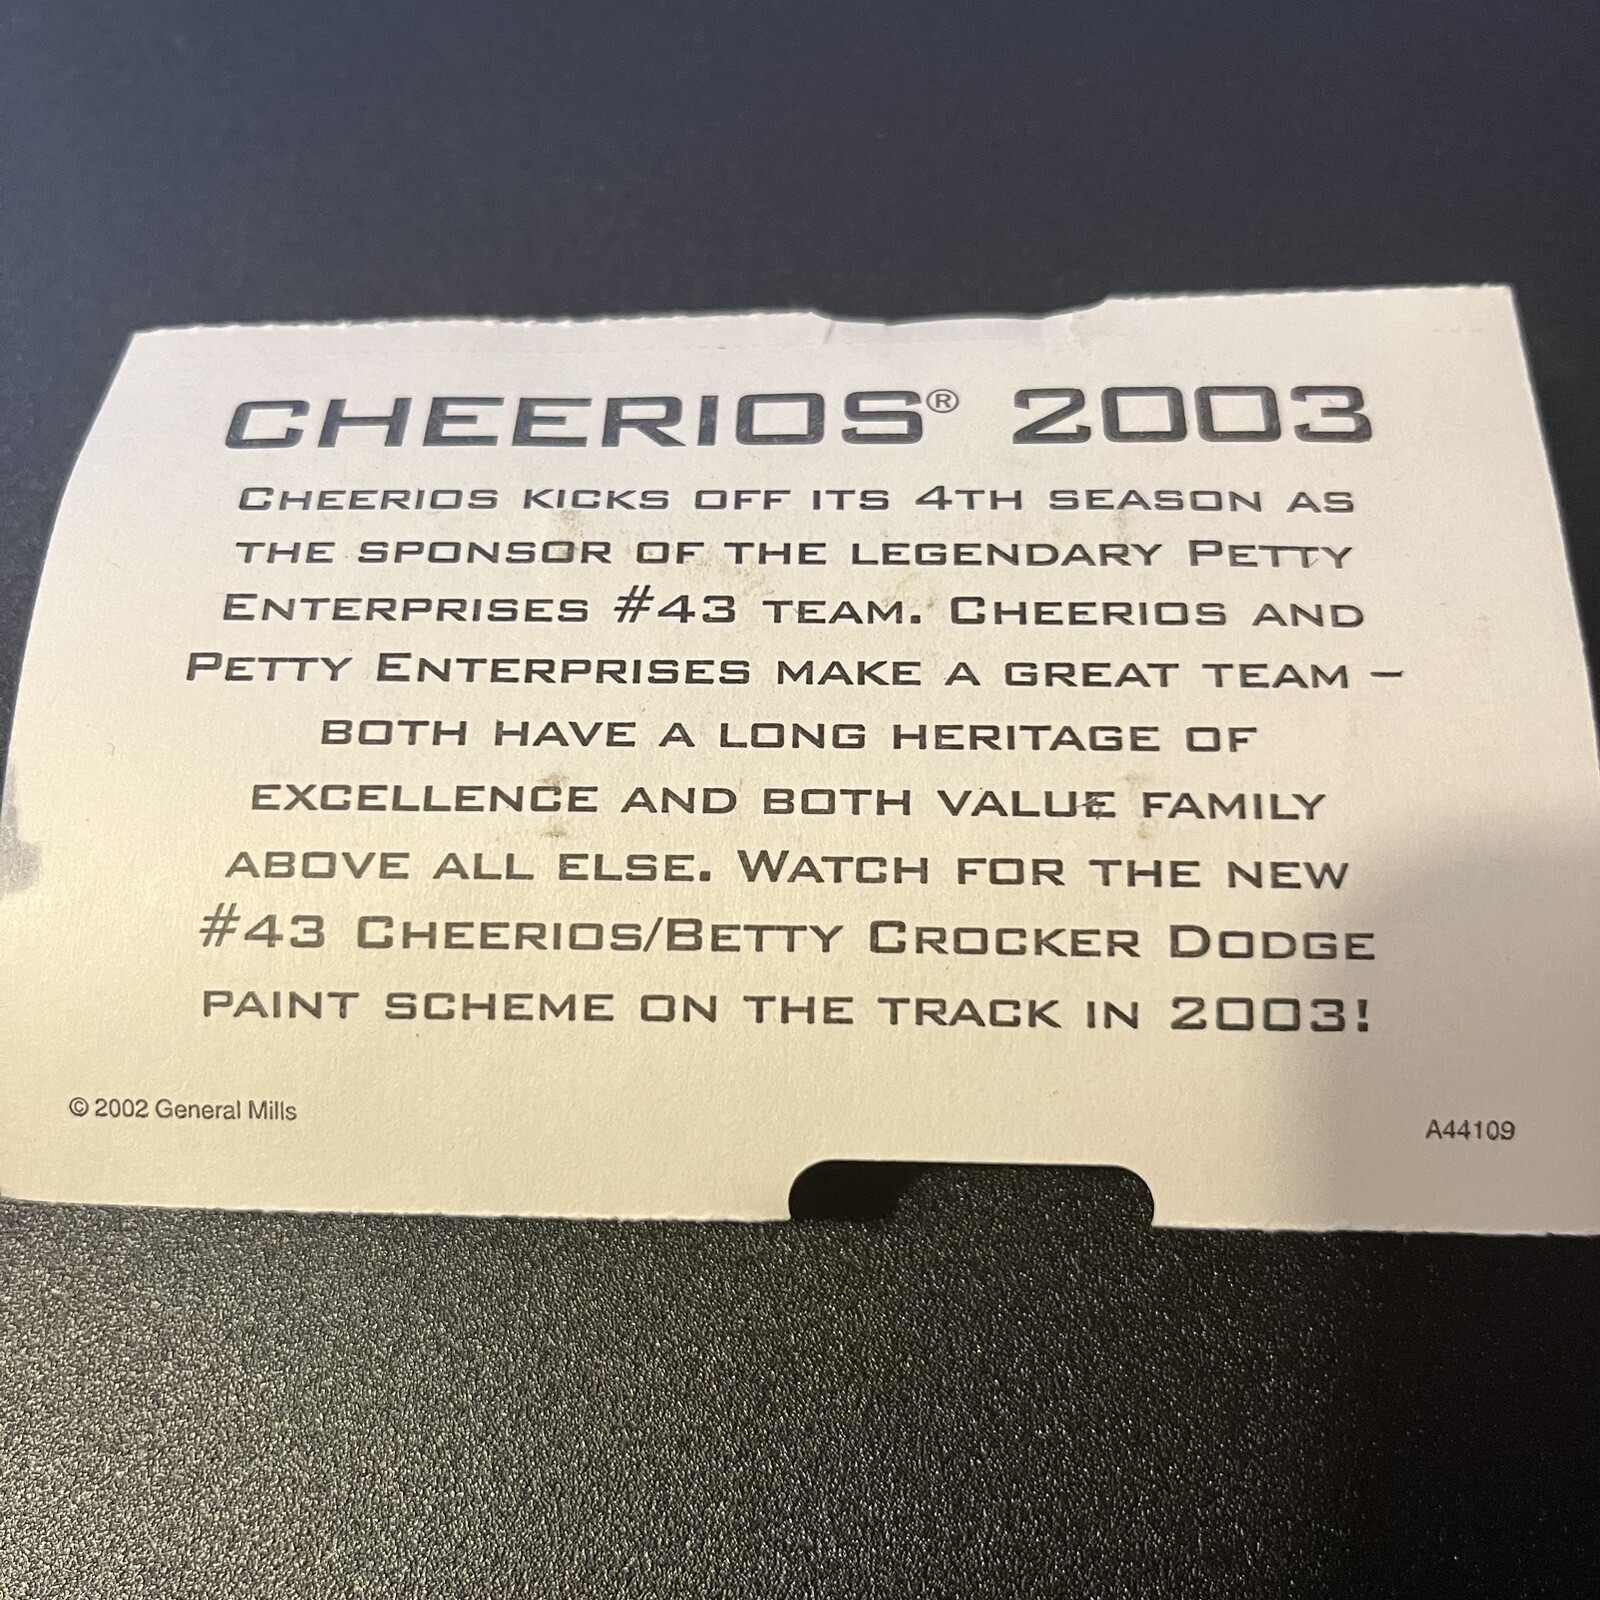 CHEERIOS® 2003
CHEERIOS KICKS OFF ITS 4TH SEASON AS
THE SPONSOR OF THE LEGENDARY PETTY
ENTERPRISES #43 TEAM. CHEERIOS AND
PETTY ENTERPRISES MAKE A GREAT TEAM –
BOTH HAVE A LONG HERITAGE OF
EXCELLENCE AND BOTH VALUE FAMILY
ABOVE ALL ELSE. WATCH FOR THE NEW
#43 CHEERIOS/BETTY CROCKER DODGE
PAINT SCHEME ON THE TRACK IN 2003!
© 2002 General Mills
A44109